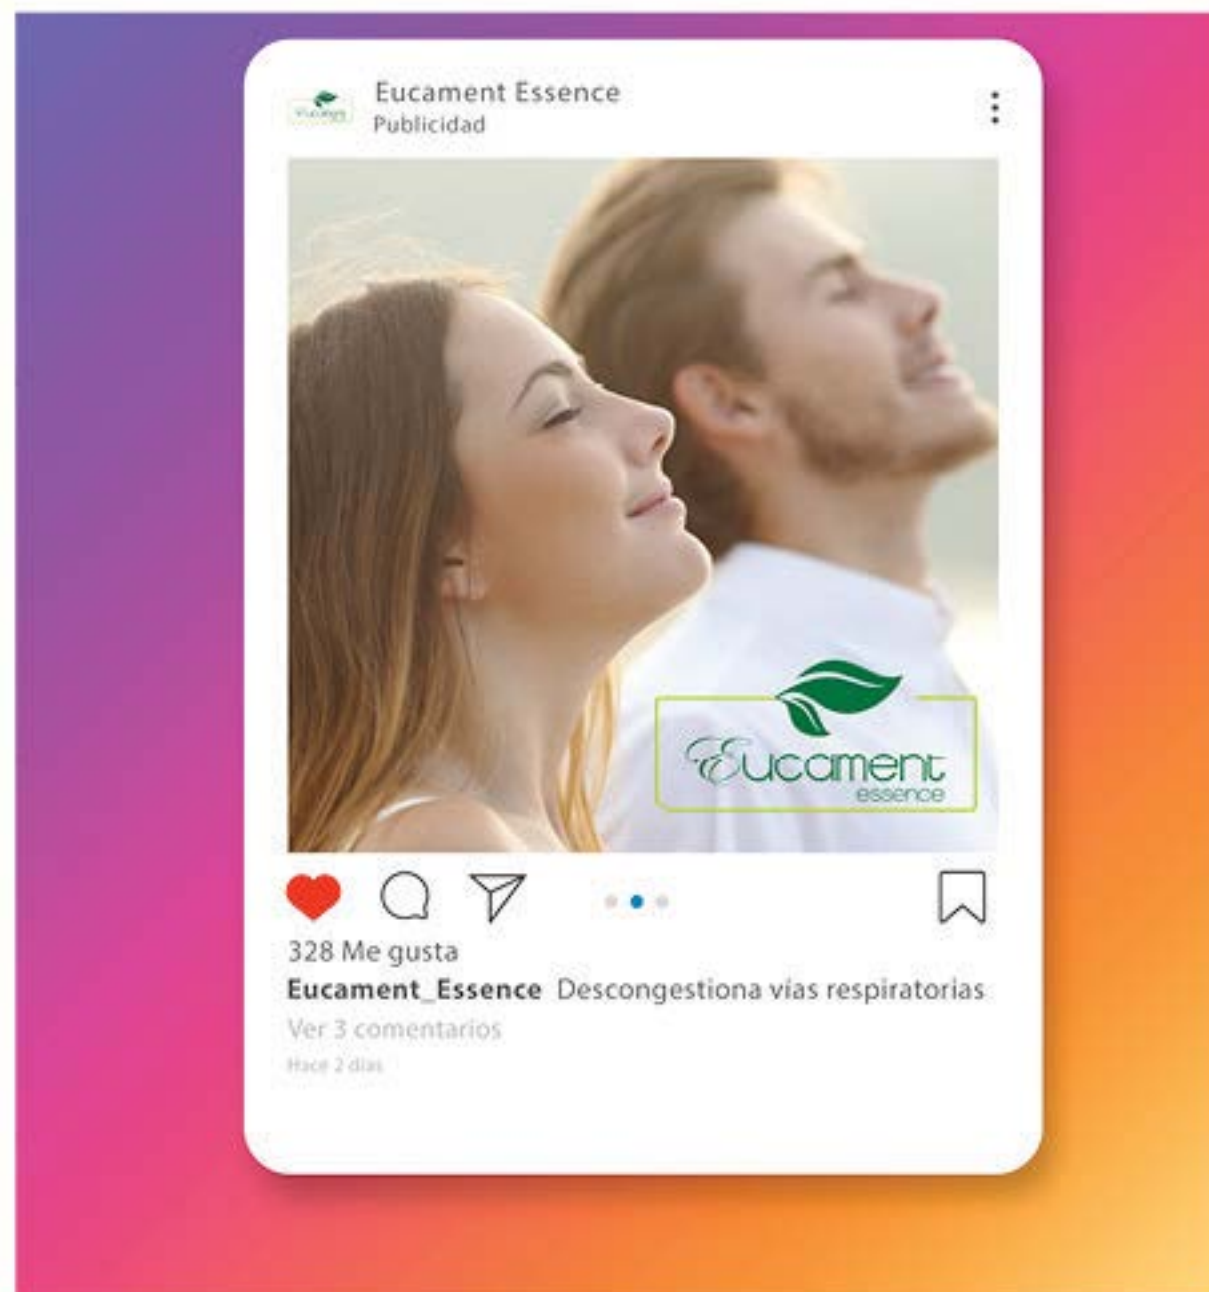 Eucament Essence
Publicidad
Eucament
essence
328 Me gusta
Eucament_Essence Descongestiona vías respiratorias
Ver 3 comentarios
Hace 2 días